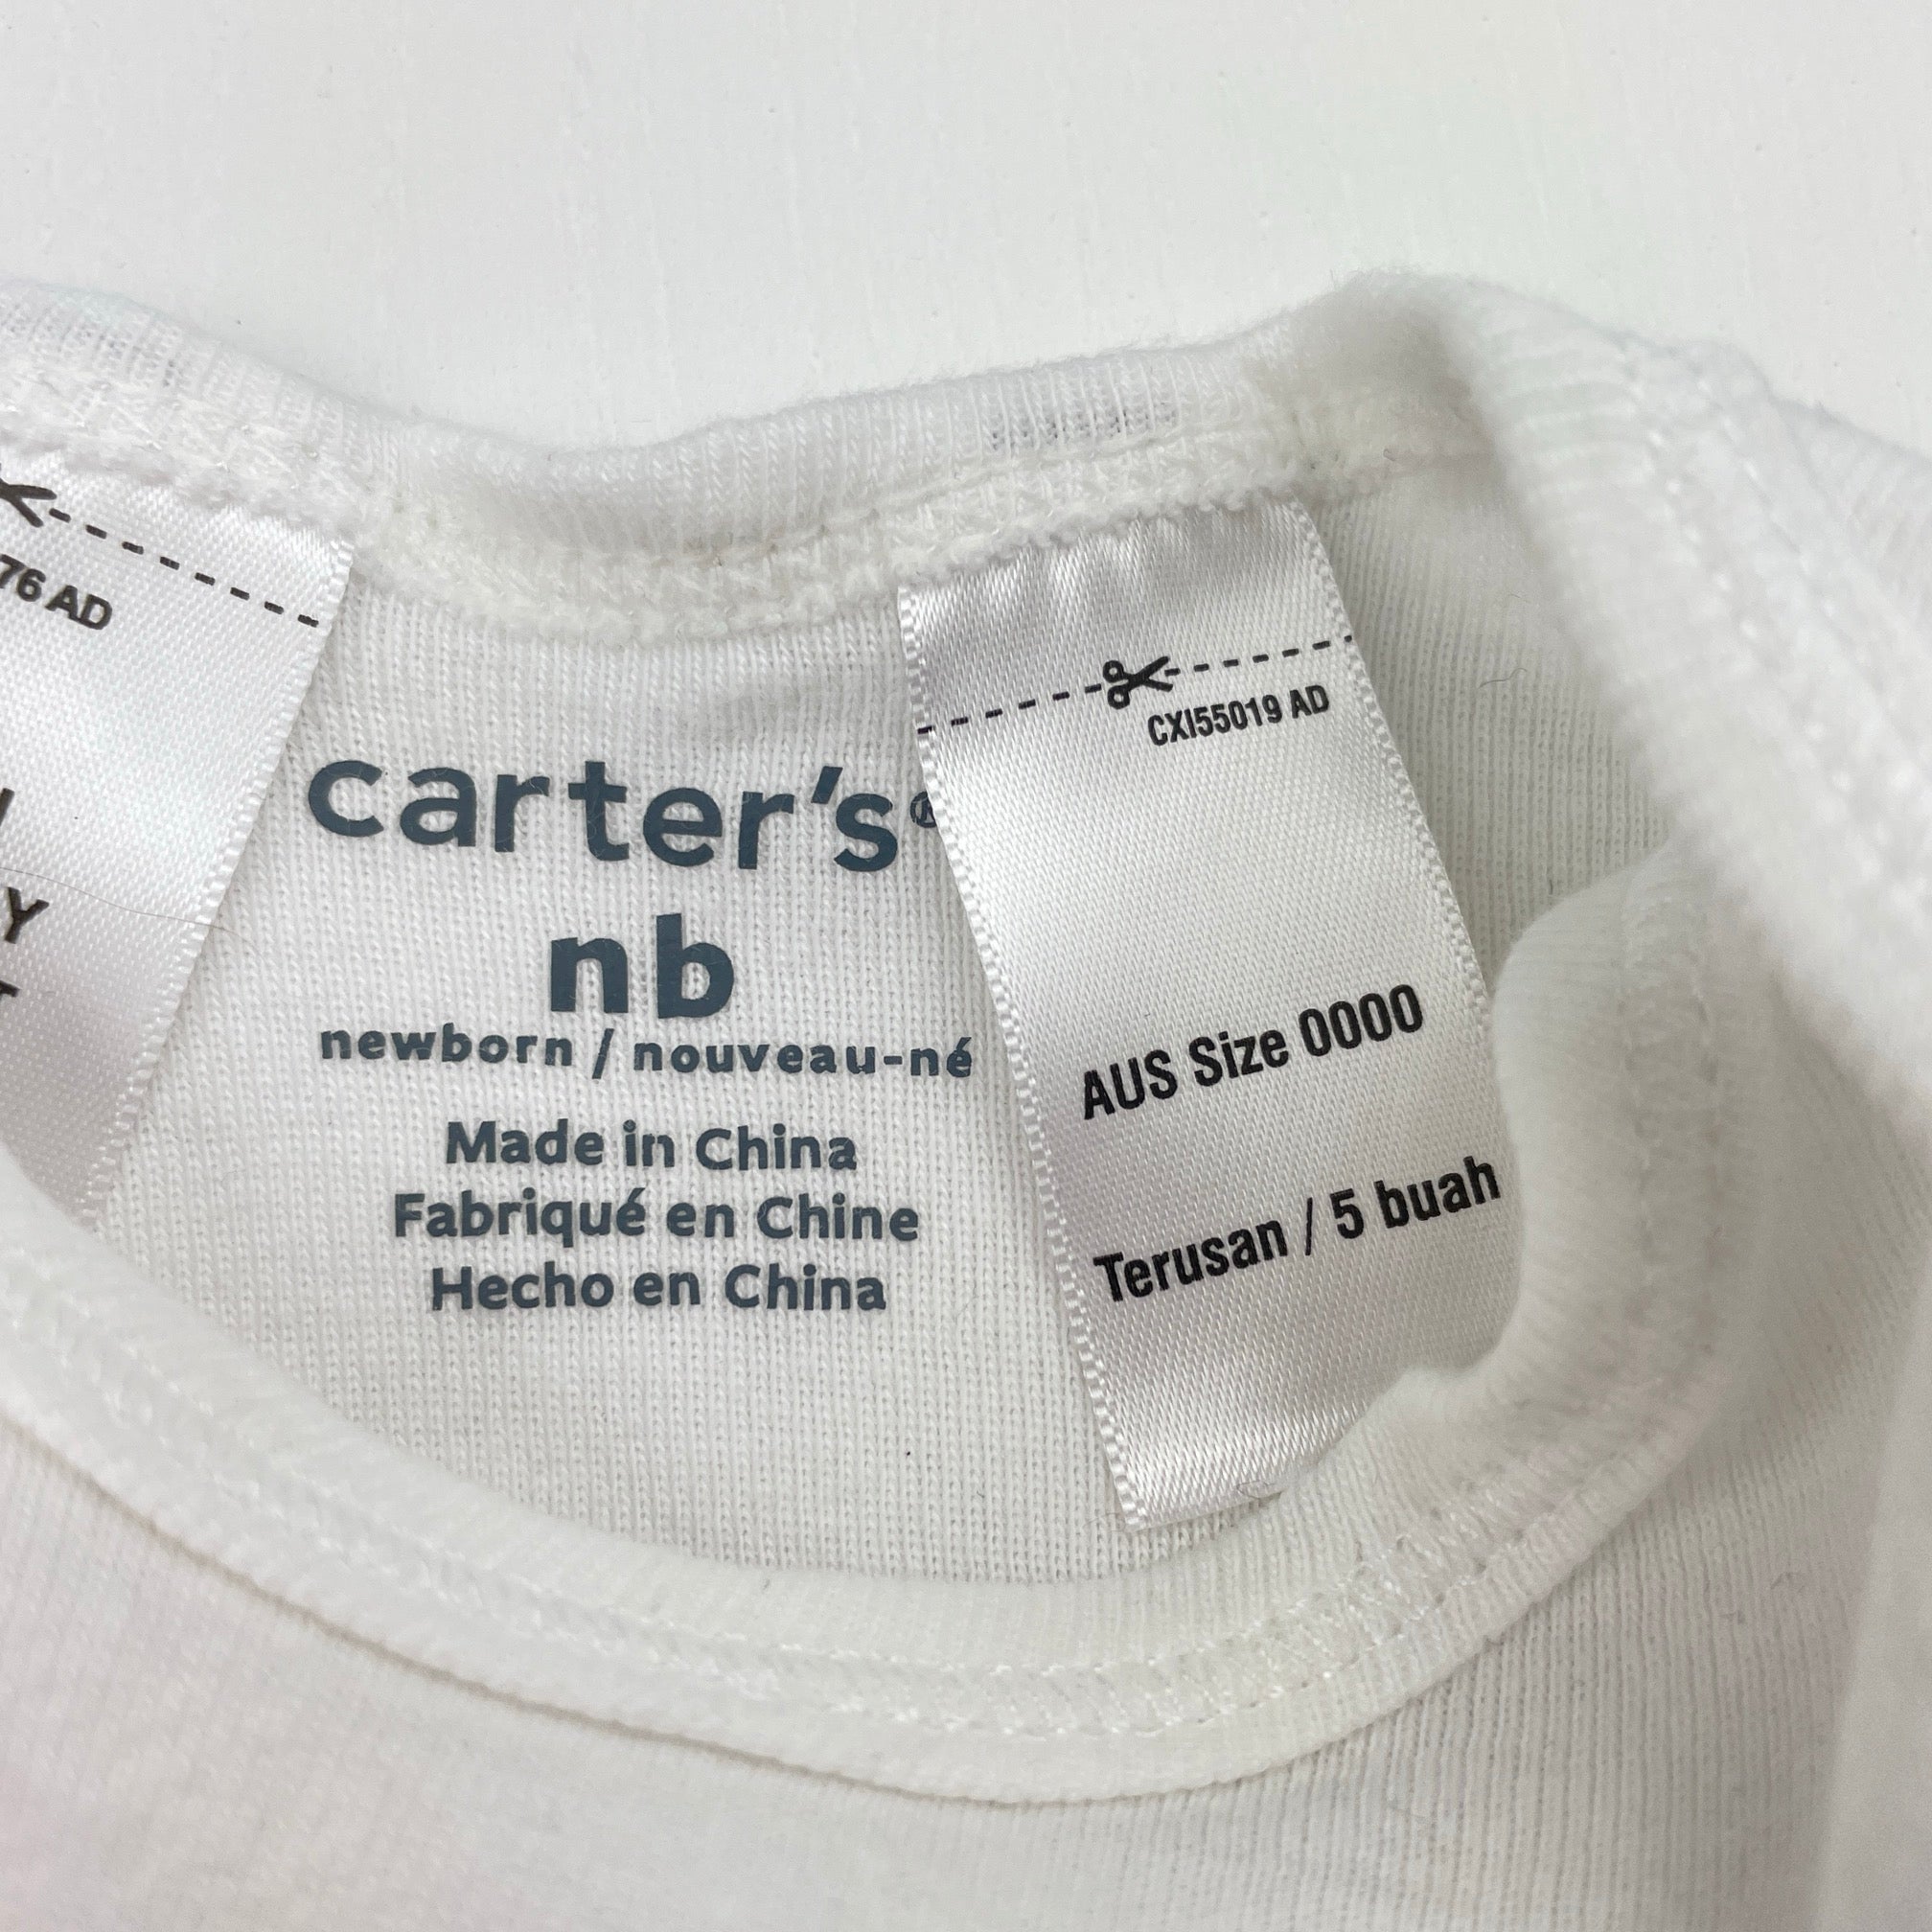 76 AD
Y
carter's®
nb
newborn / nouveau-né
Made in China
Fabriqué en Chine
Hecho en China
CXI55019 AD
AUS Size 0000
Terusan / 5 buah